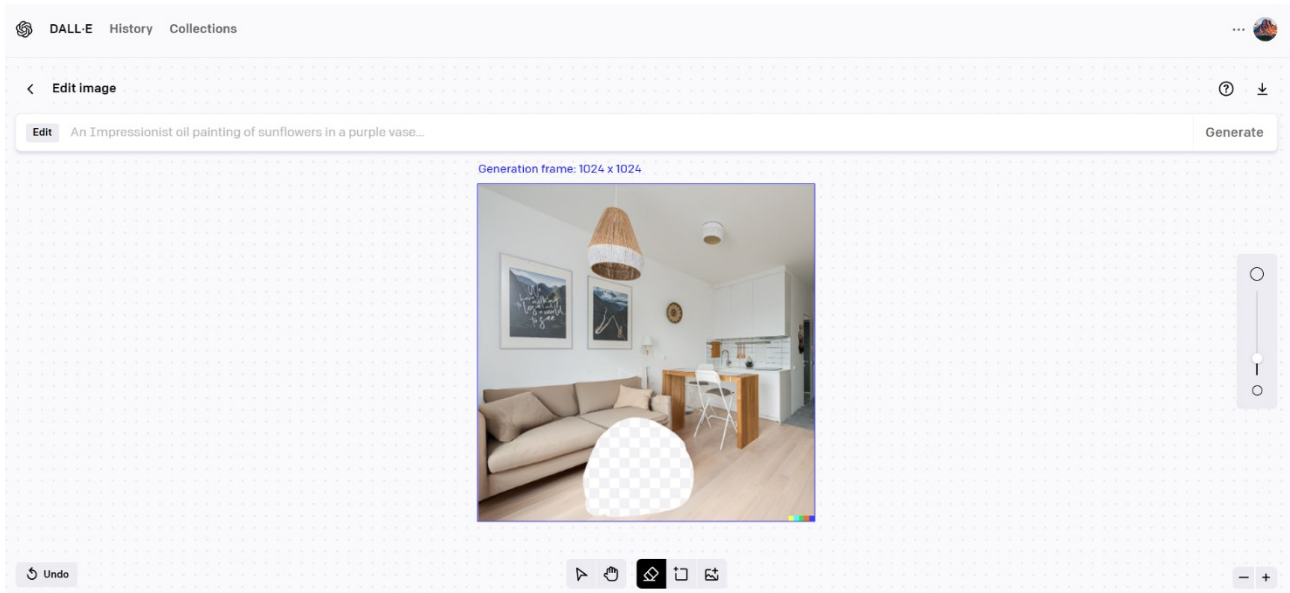 DALL·E History Collections
Edit image
Edit An Impressionist oil painting of sunflowers in a purple vase... Generate
Generation frame: 1024 x 1024
Undo